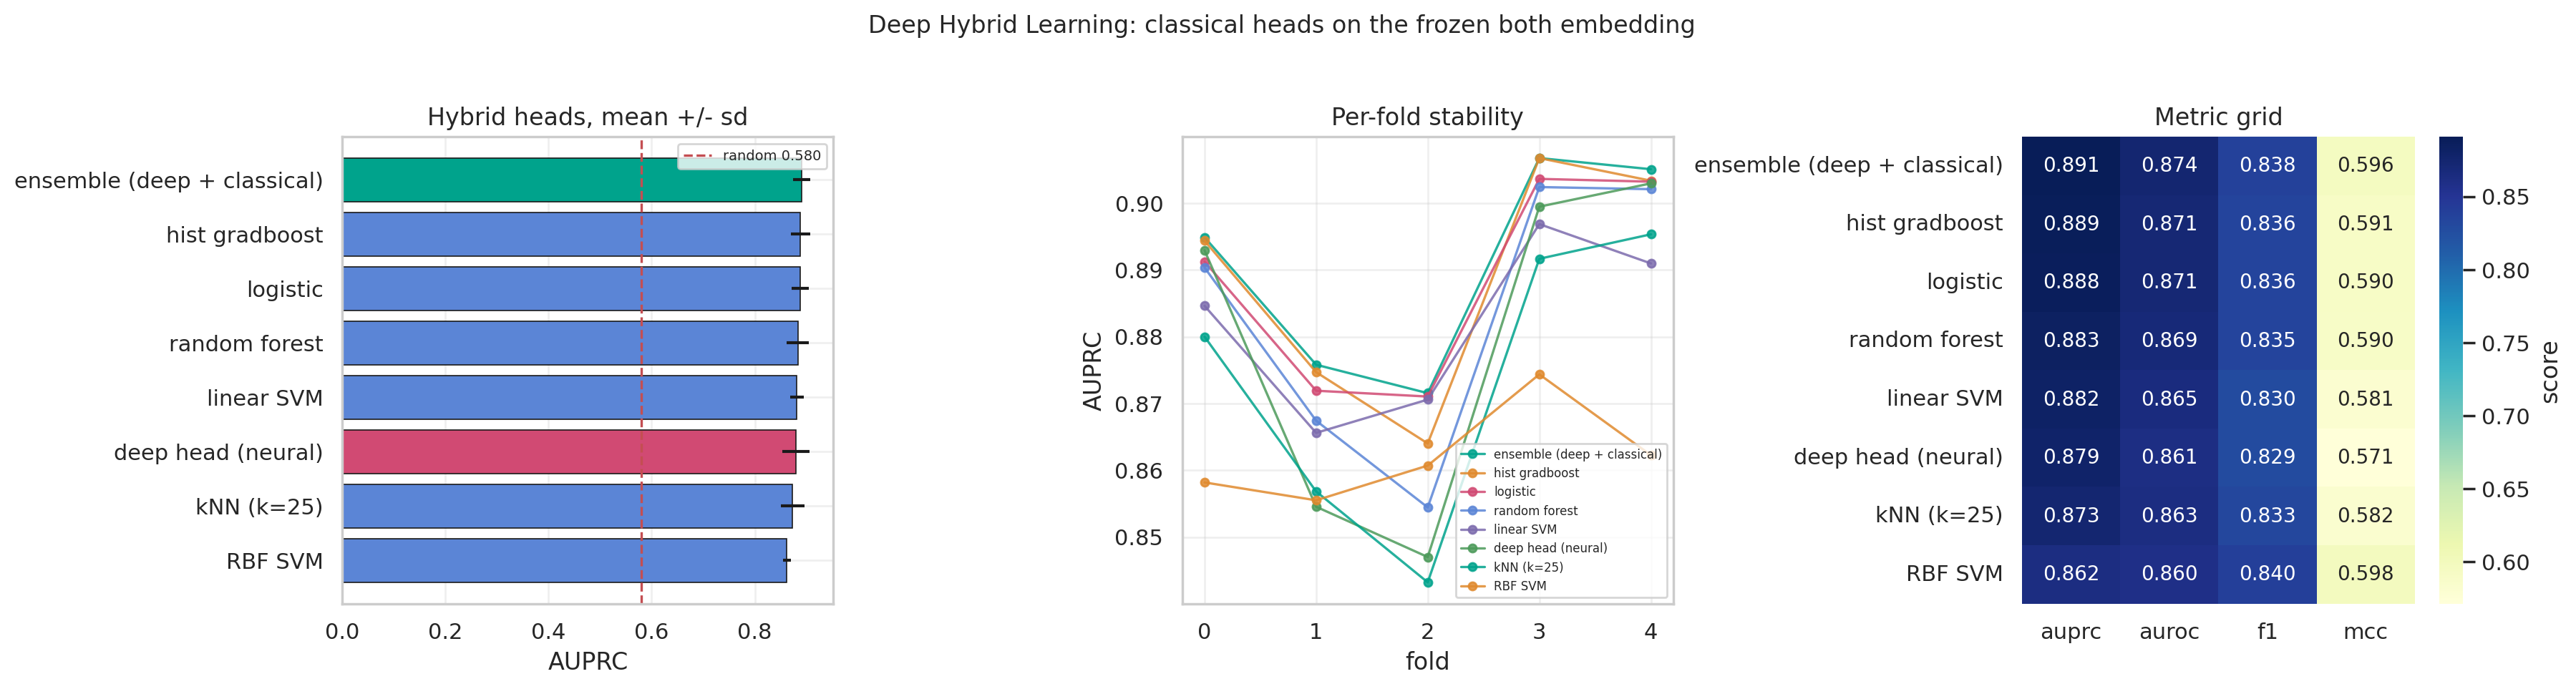 Deep Hybrid Learning: classical heads on the frozen both embedding
Hybrid heads, mean +/- sd
random 0.580
ensemble (deep + classical)
hist gradboost
logistic
random forest
linear SVM
deep head (neural)
kNN (k=25)
RBF SVM
0.0 0.2 0.4 0.6 0.8
AUPRC
Per-fold stability
AUPRC
0.90
0.89
0.88
0.87
0.86
0.85
ensemble (deep + classical)
hist gradboost
logistic
random forest
linear SVM
deep head (neural)
kNN (k=25)
RBF SVM
0 1 2 3 4
fold
Metric grid
ensemble (deep + classical) 0.891 0.874 0.838 0.596
hist gradboost 0.889 0.871 0.836 0.591
logistic 0.888 0.871 0.836 0.590
random forest 0.883 0.869 0.835 0.590
linear SVM 0.882 0.865 0.830 0.581
deep head (neural) 0.879 0.861 0.829 0.571
kNN (k=25) 0.873 0.863 0.833 0.582
RBF SVM 0.862 0.860 0.840 0.598
auprc auroc f1 mcc
0.85
0.80
0.75
0.70
0.65
0.60
score